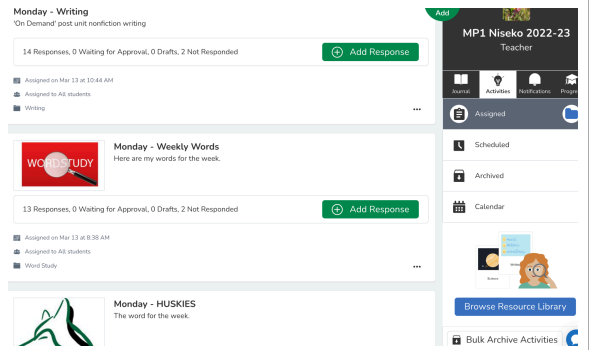 Monday - Writing
'On Demand' post unit nonfiction writing
14 Responses, 0 Waiting for Approval, 0 Drafts, 2 Not Responded
Add Response
Assigned on Mar 13 at 10:44 AM
Assigned to All students
Writing
WORD STUDY
Monday - Weekly Words
Here are my words for the week.
13 Responses, 0 Waiting for Approval, 0 Drafts, 2 Not Responded
Add Response
Assigned on Mar 13 at 8:38 AM
Assigned to All students
Word Study
Monday - HUSKIES
The word for the week.
Add
MP1 Niseko 2022-23
Teacher
Journal Activities Notifications Progre
Assigned
Scheduled
Archived
Calendar
Science
Browse Resource Library
Bulk Archive Activities